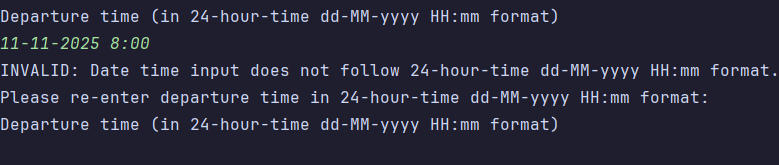 Departure time (in 24-hour-time dd-MM-yyyy HH:mm format)
11-11-2025 8:00
INVALID: Date time input does not follow 24-hour-time dd-MM-yyyy HH:mm format.
Please re-enter departure time in 24-hour-time dd-MM-yyyy HH:mm format:
Departure time (in 24-hour-time dd-MM-yyyy HH:mm format)